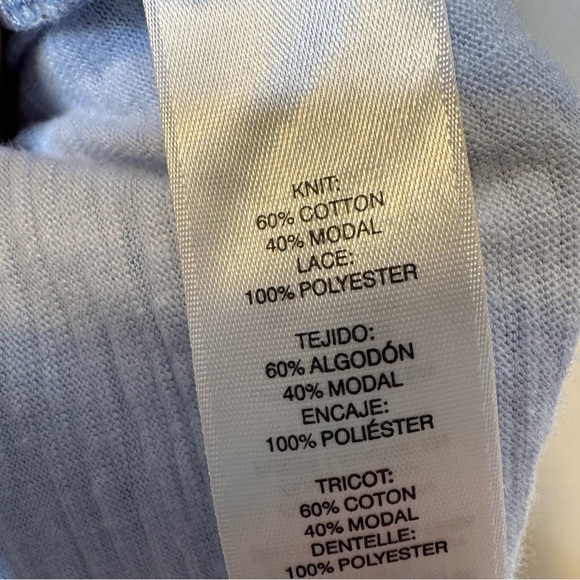 KNIT:
60% COTTON
40% MODAL
LACE:
100% POLYESTER
TEJIDO:
60% ALGODÓN
40% MODAL
ENCAJE:
100% POLIÉSTER
TRICOT:
60% COTON
40% MODAL
DENTELLE:
100% POLYESTER